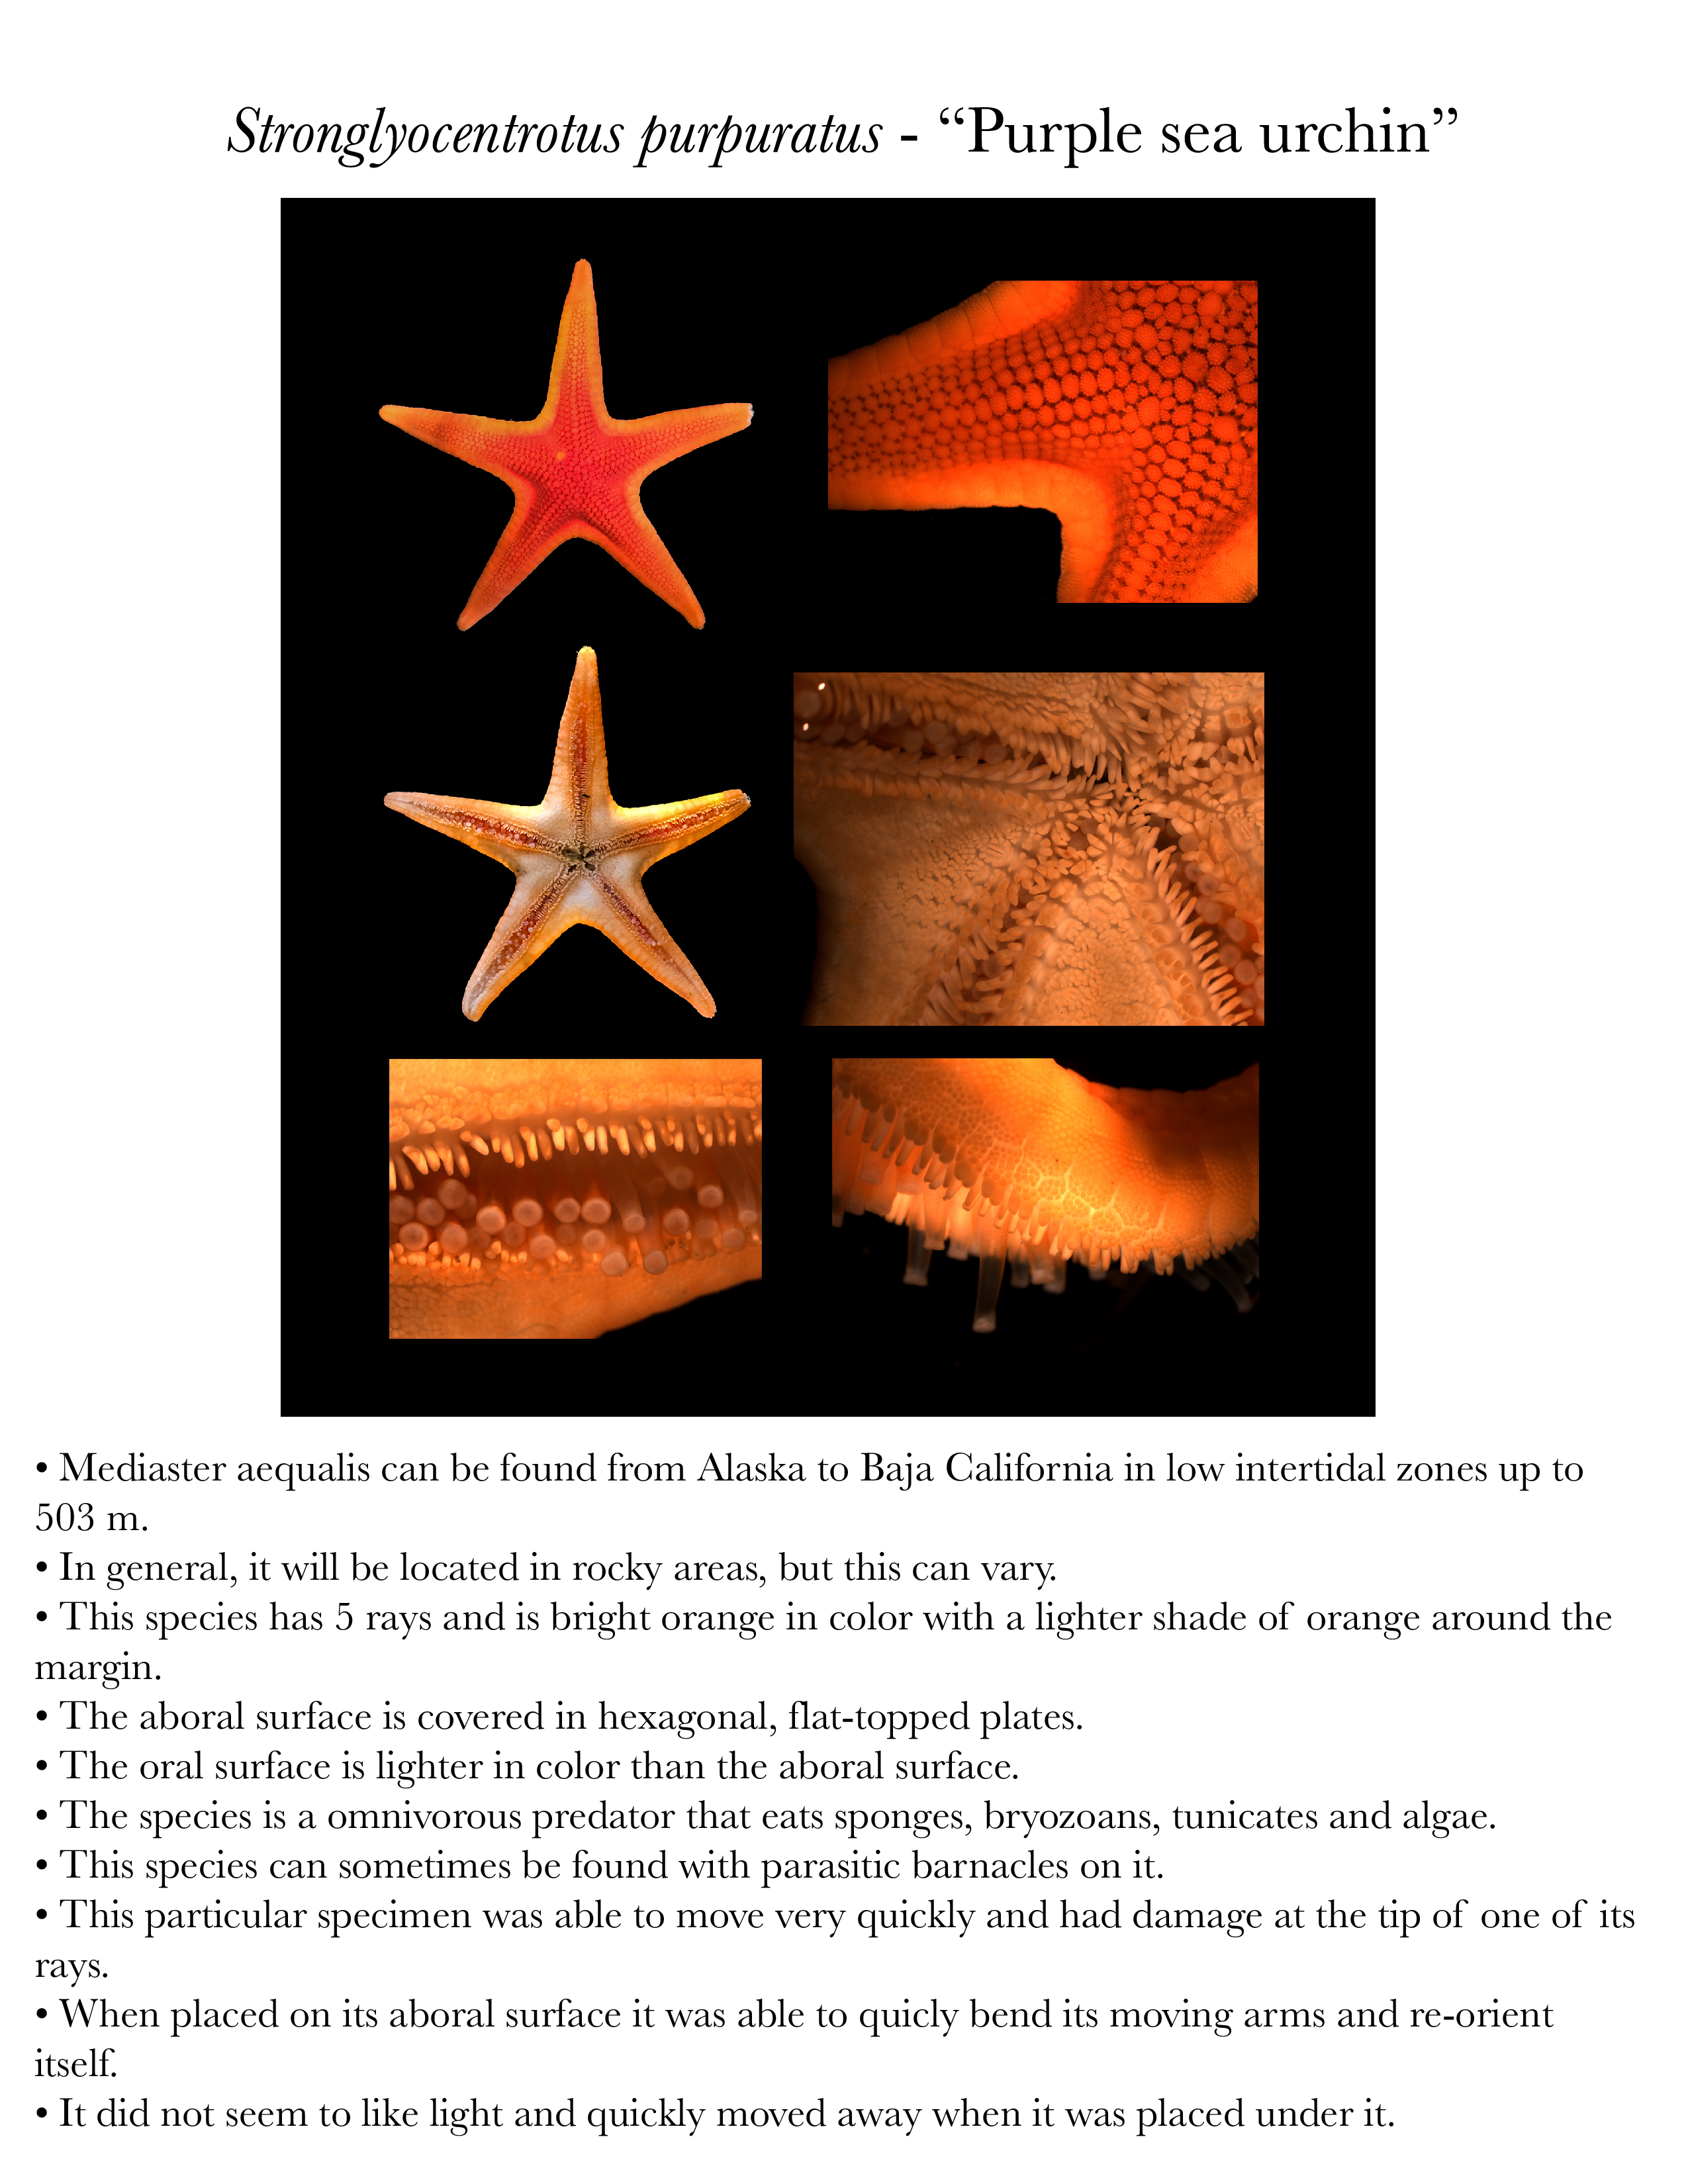 Stronglyocentrotus purpuratus - “Purple sea urchin”
• Mediaster aequalis can be found from Alaska to Baja California in low intertidal zones up to
503 m.
• In general, it will be located in rocky areas, but this can vary.
• This species has 5 rays and is bright orange in color with a lighter shade of orange around the
margin.
• The aboral surface is covered in hexagonal, flat-topped plates.
• The oral surface is lighter in color than the aboral surface.
• The species is a omnivorous predator that eats sponges, bryozoans, tunicates and algae.
• This species can sometimes be found with parasitic barnacles on it.
• This particular specimen was able to move very quickly and had damage at the tip of one of its
rays.
• When placed on its aboral surface it was able to quicly bend its moving arms and re-orient
itself.
• It did not seem to like light and quickly moved away when it was placed under it.